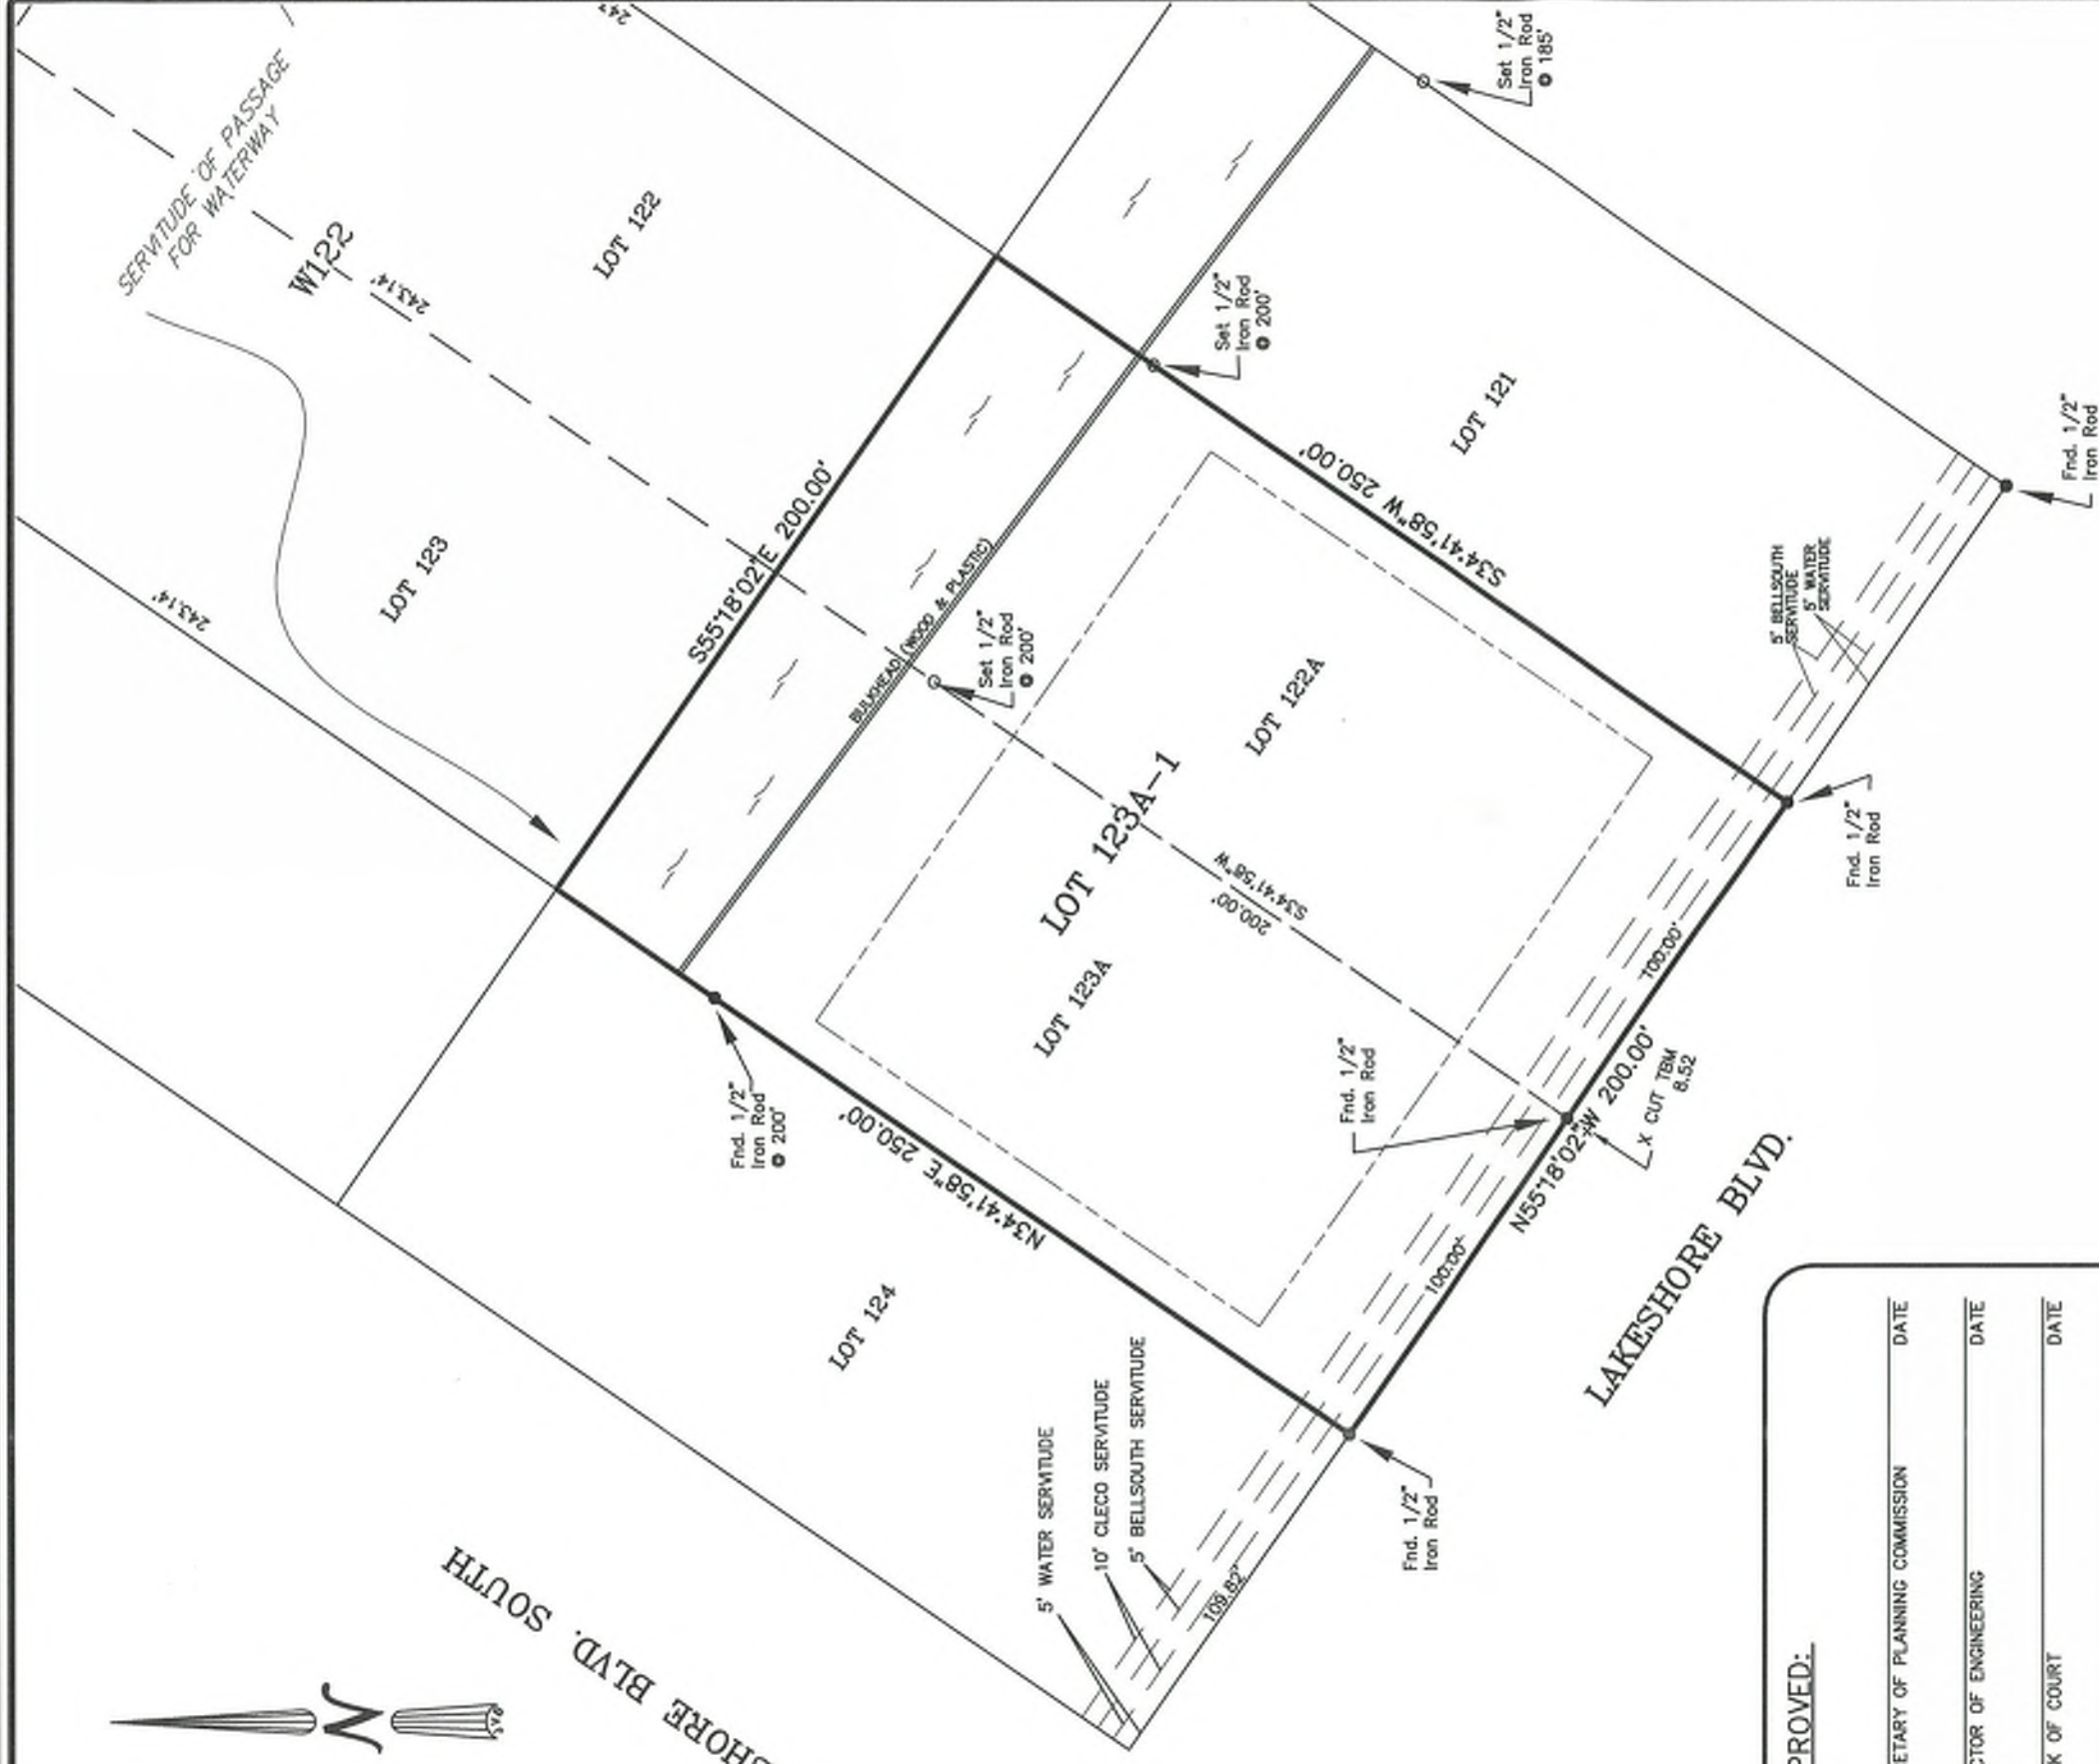 SERVITUDE OF PASSAGE
FOR WATERWAY
W122
243.14'
247
LOT 122
Set 1/2"
Iron Rod
@ 185'
LOT 123
243.14'
S55°18'02"E 200.00'
Set 1/2"
Iron Rod
@ 200'
LOT 121
BULKHEAD (WOOD & PLASTIC)
Set 1/2"
Iron Rod
@ 200'
S34°41'58"W 250.00'
LOT 122A
LOT 123A-1
LOT 123A
S34°41'58"W
200.00'
5' BELLSOUTH
SERVITUDE
5' WATER
SERVITUDE
Fnd. 1/2"
Iron Rod
Fnd. 1/2"
Iron Rod
Fnd. 1/2"
Iron Rod
@ 200'
N34°41'58"E 250.00'
Fnd. 1/2"
Iron Rod
100.00'
100.00'
N55°18'02"W 200.00'
X CUT TBM
8.52
LOT 124
LAKESHORE BLVD.
5' WATER SERVITUDE
10' CLECO SERVITUDE
5' BELLSOUTH SERVITUDE
109.82'
Fnd. 1/2"
Iron Rod
SHORE BLVD. SOUTH
N
PROVED:
ETARY OF PLANNING COMMISSION DATE
CTOR OF ENGINEERING DATE
K OF COURT DATE